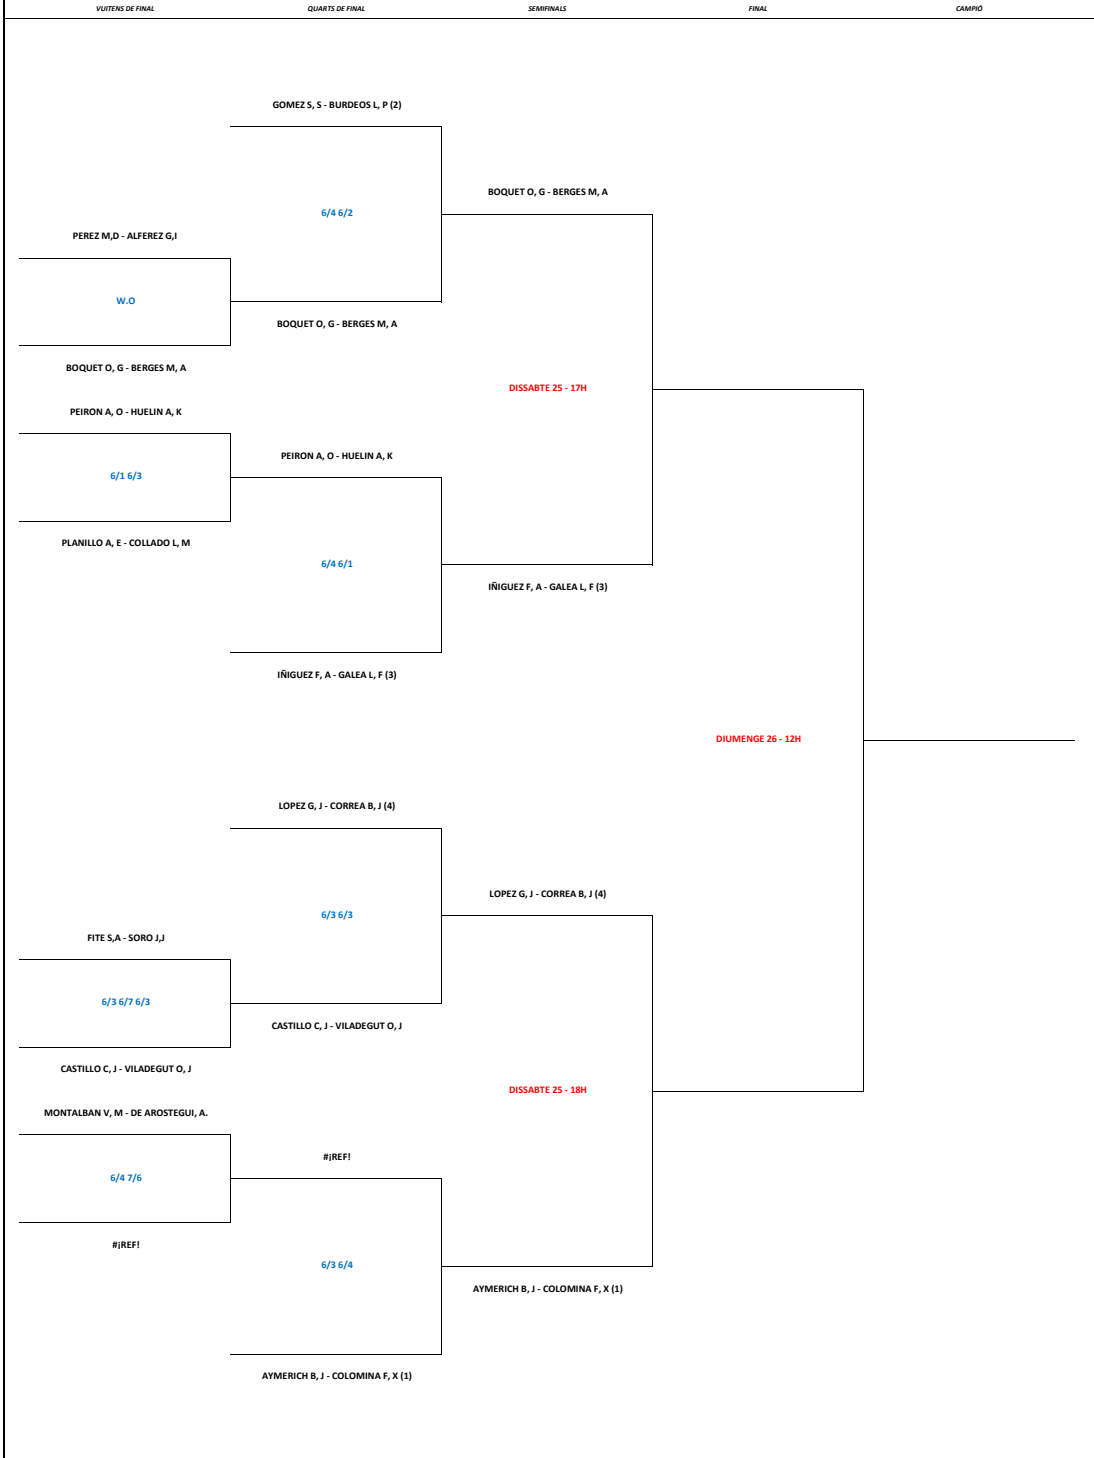 VUITENS DE FINAL QUARTS DE FINAL SEMIFINALS FINAL CAMPIÓ
GOMEZ S, S - BURDEOS L, P (2)
BOQUET O, G - BERGES M, A
6/4 6/2
PEREZ M,D - ALFEREZ G,I
W.O
BOQUET O, G - BERGES M, A
BOQUET O, G - BERGES M, A
DISSABTE 25 - 17H
PEIRON A, O - HUELIN A, K
PEIRON A, O - HUELIN A, K
6/1 6/3
PLANILLO A, E - COLLADO L, M
6/4 6/1
IÑIGUEZ F, A - GALEA L, F (3)
IÑIGUEZ F, A - GALEA L, F (3)
DIUMENGE 26 - 12H
LOPEZ G, J - CORREA B, J (4)
LOPEZ G, J - CORREA B, J (4)
6/3 6/3
FITE S,A - SORO J,J
6/3 6/7 6/3
CASTILLO C, J - VILADEGUT O, J
CASTILLO C, J - VILADEGUT O, J
DISSABTE 25 - 18H
MONTALBAN V, M - DE AROSTEGUI, A.
#¡REF!
6/4 7/6
#¡REF!
6/3 6/4
AYMERICH B, J - COLOMINA F, X (1)
AYMERICH B, J - COLOMINA F, X (1)